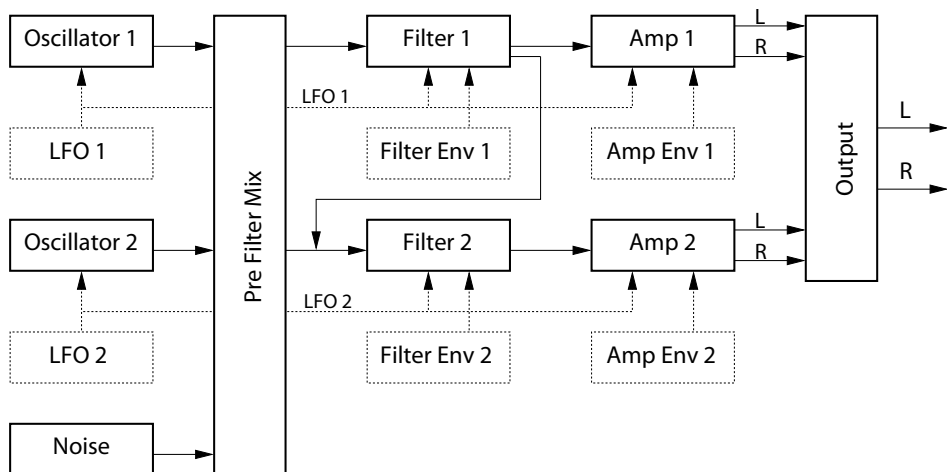 Oscillator 1
Filter 1
Amp 1
L
R
LFO 1
LFO 1
Filter Env 1
Amp Env 1
Output
L
R
Pre Filter Mix
Oscillator 2
Filter 2
Amp 2
L
R
LFO 2
LFO 2
Filter Env 2
Amp Env 2
Noise